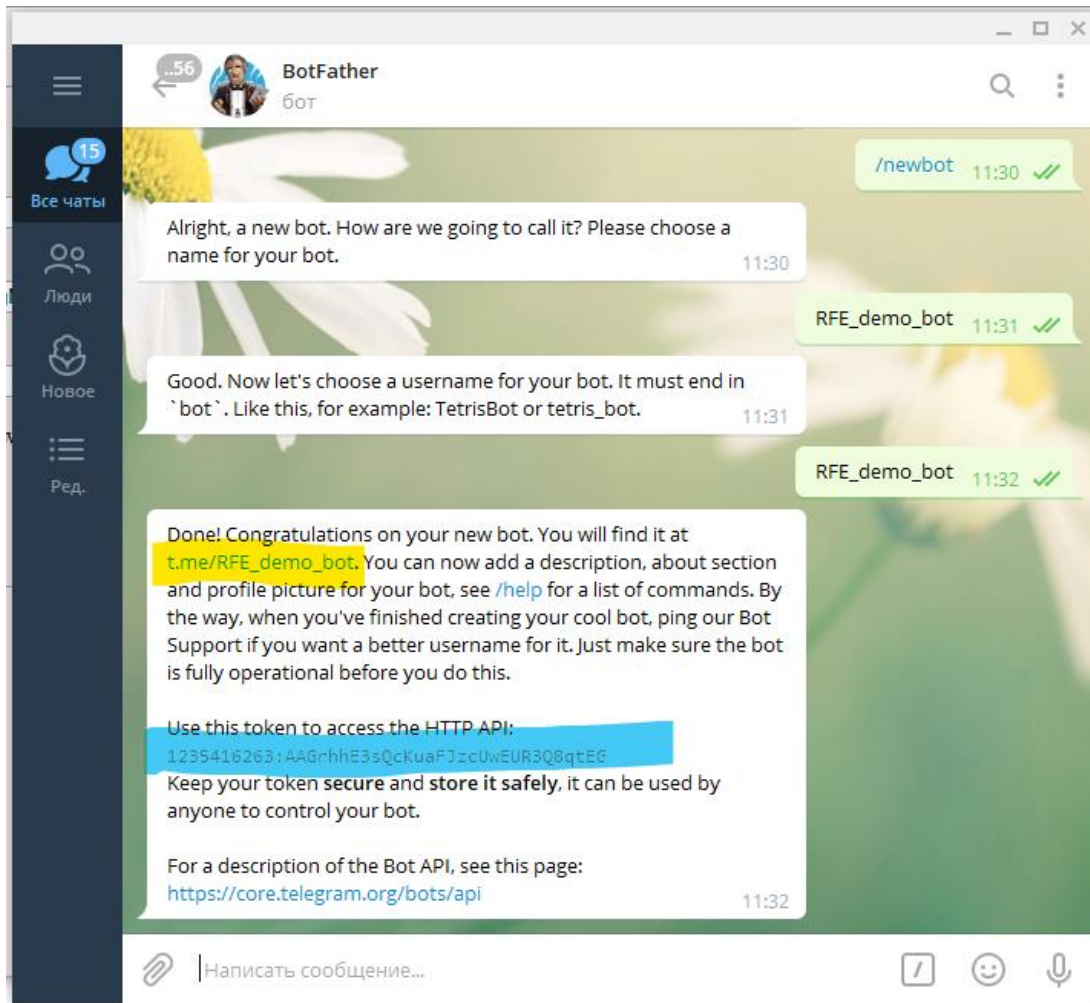 ..56
BotFather
бот
15
Все чаты
Люди
Новое
Ред.
/newbot 11:30
Alright, a new bot. How are we going to call it? Please choose a
name for your bot.
11:30
RFE_demo_bot 11:31
Good. Now let's choose a username for your bot. It must end in
`bot`. Like this, for example: TetrisBot or tetris_bot.
11:31
RFE_demo_bot 11:32
Done! Congratulations on your new bot. You will find it at
t.me/RFE_demo_bot. You can now add a description, about section
and profile picture for your bot, see /help for a list of commands. By
the way, when you've finished creating your cool bot, ping our Bot
Support if you want a better username for it. Just make sure the bot
is fully operational before you do this.
Use this token to access the HTTP API:
Keep your token secure and store it safely, it can be used by
anyone to control your bot.
For a description of the Bot API, see this page:
https://core.telegram.org/bots/api
11:32
Написать сообщение...